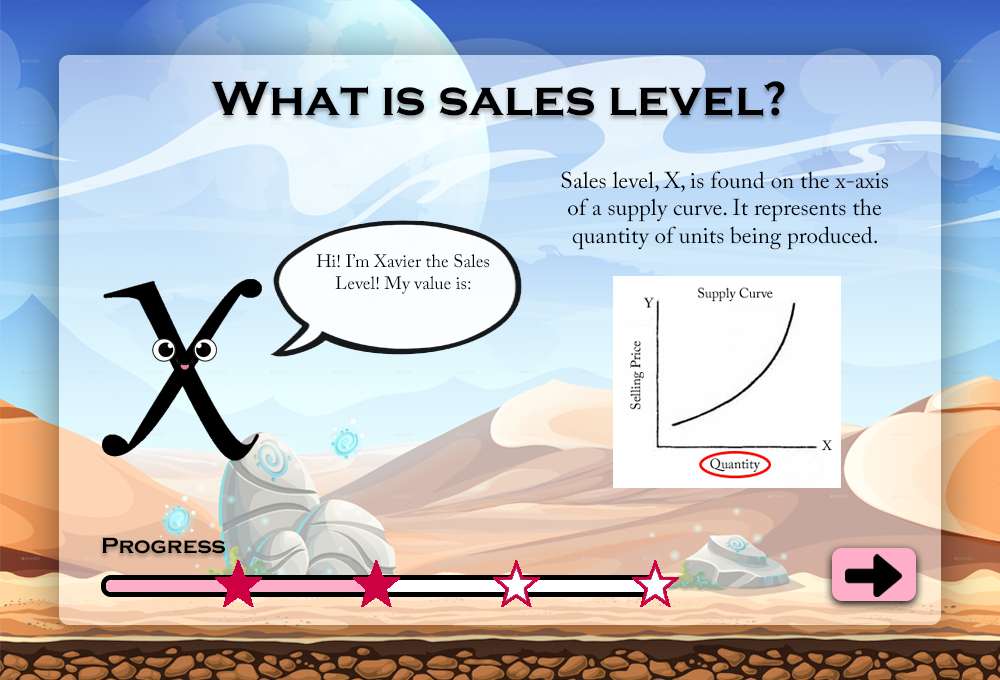 WHAT IS SALES LEVEL?
Sales level, X, is found on the x-axis
of a supply curve. It represents the
quantity of units being produced.
Hi! I'm Xavier the Sales
Level! My value is:
X
Supply Curve
Y
Selling Price
X
Quantity
PROGRESS